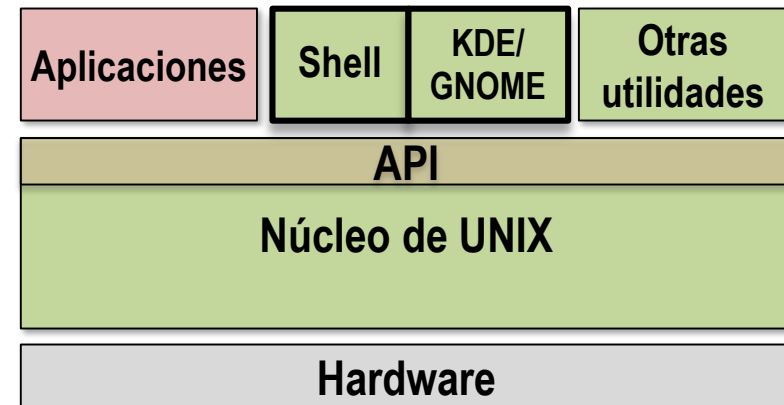 Aplicaciones
Shell
KDE/
GNOME
Otras
utilidades
API
Núcleo de UNIX
Hardware